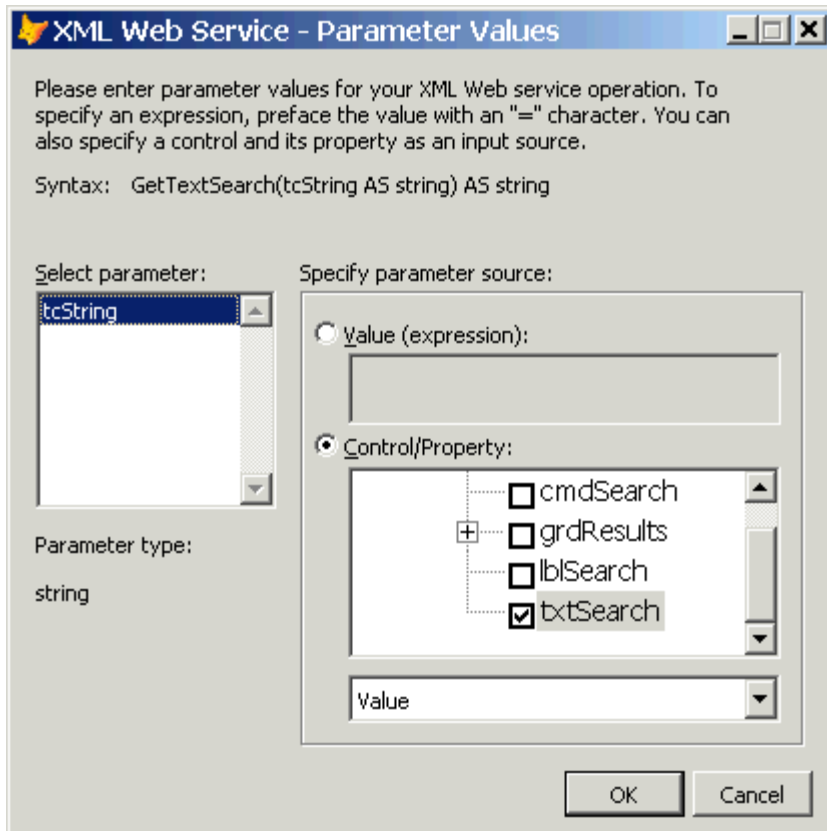 XML Web Service - Parameter Values
Please enter parameter values for your XML Web service operation. To
specify an expression, preface the value with an "=" character. You can
also specify a control and its property as an input source.
Syntax: GetTextSearch(tcString AS string) AS string
Select parameter:
tcString
Parameter type:
string
Specify parameter source:
Value (expression):
Control/Property:
cmdSearch
grdResults
lblSearch
txtSearch
Value
OK
Cancel